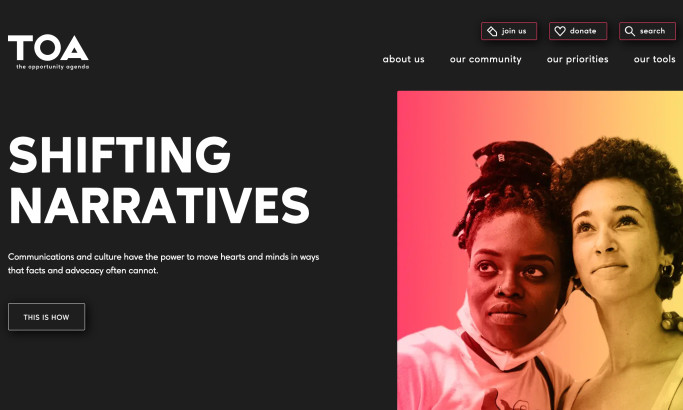 TOA
the opportunity agenda
join us
donate
search
about us
our community
our priorities
our tools
SHIFTING
NARRATIVES
Communications and culture have the power to move hearts and minds in ways
that facts and advocacy often cannot.
THIS IS HOW